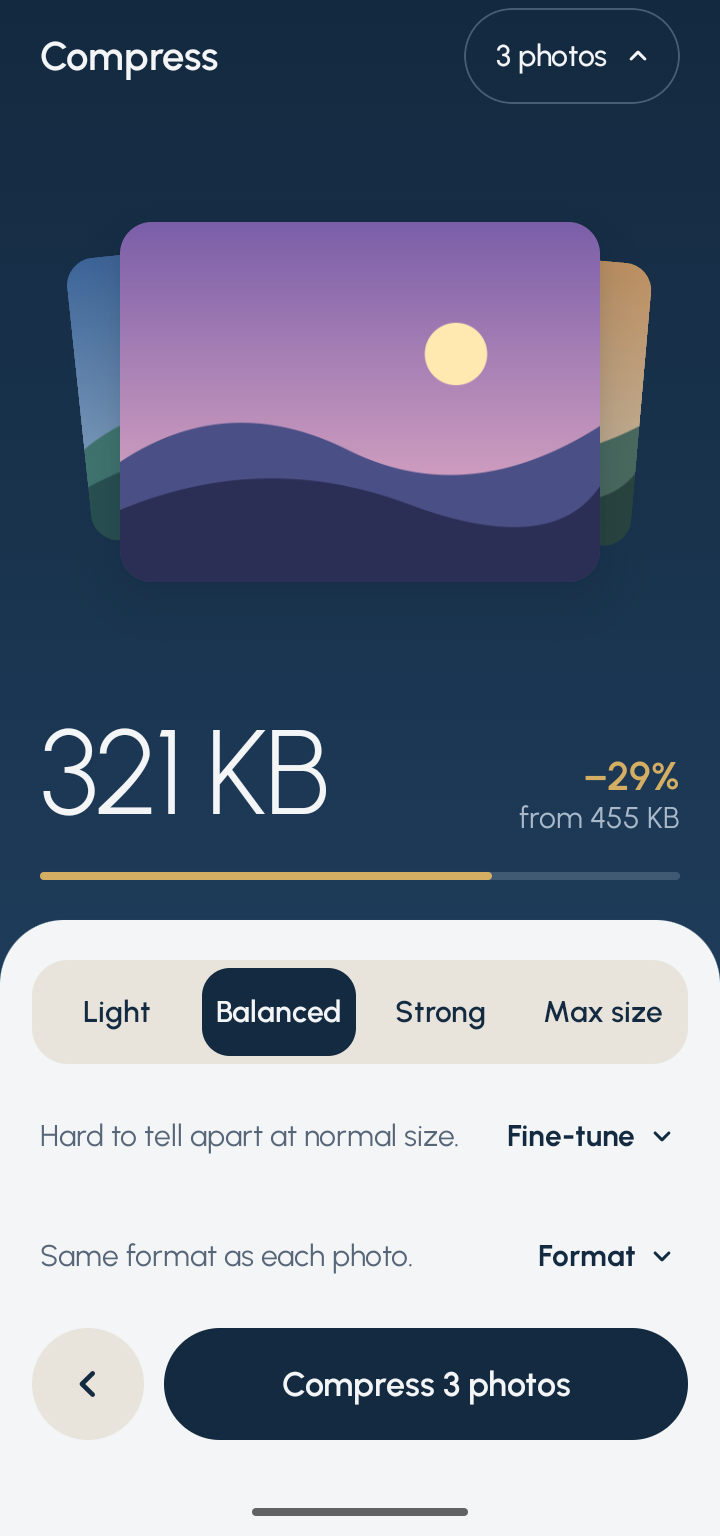 Compress
3 photos
321 KB
–29%
from 455 KB
Light
Balanced
Strong
Max size
Hard to tell apart at normal size.
Fine-tune
Same format as each photo.
Format
Compress 3 photos